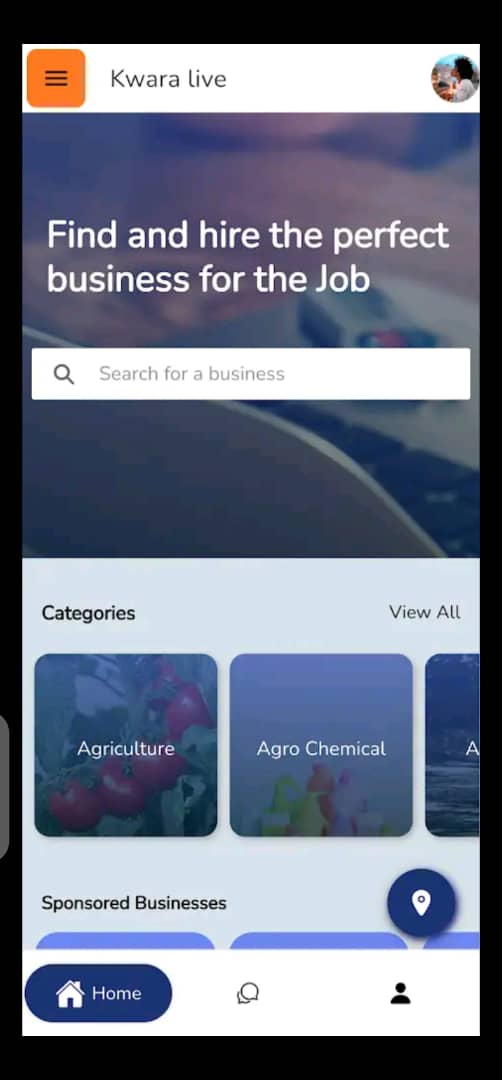 Kwara live
Find and hire the perfect
business for the Job
Search for a business
Categories
View All
Agriculture
Agro Chemical
A
Sponsored Businesses
Home